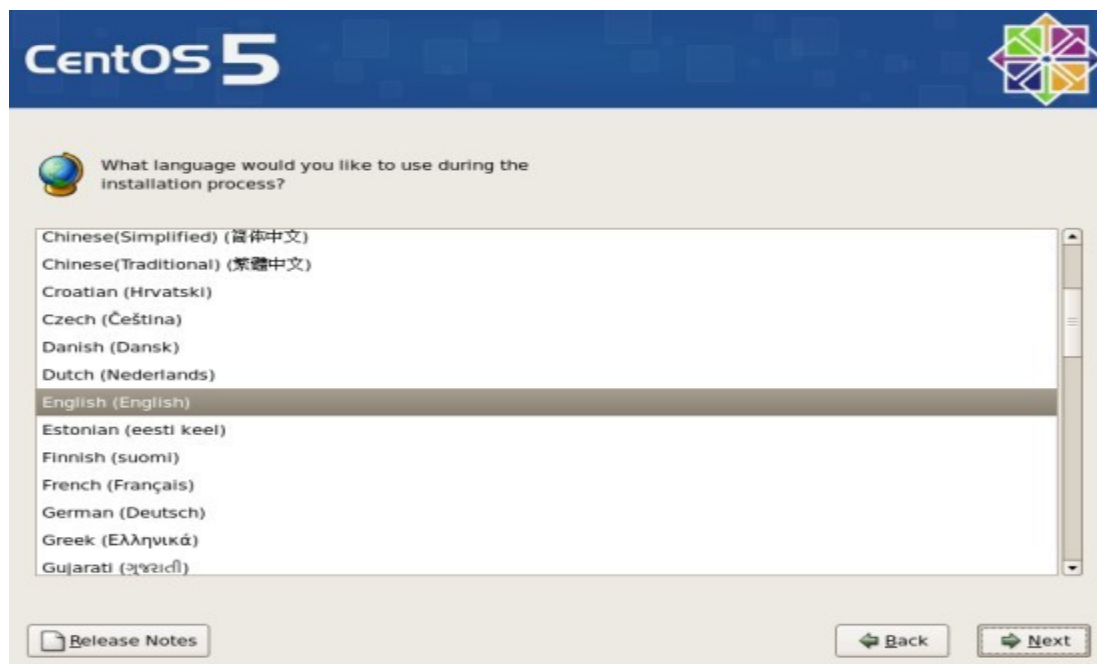 CentOS 5
What language would you like to use during the
installation process?
Chinese(Simplified) (简体中文)
Chinese(Traditional) (繁體中文)
Croatian (Hrvatski)
Czech (Čeština)
Danish (Dansk)
Dutch (Nederlands)
English (English)
Estonian (eesti keel)
Finnish (suomi)
French (Français)
German (Deutsch)
Greek (Ελληνικά)
Gujarati (ગુજરાતી)
Release Notes
Back
Next